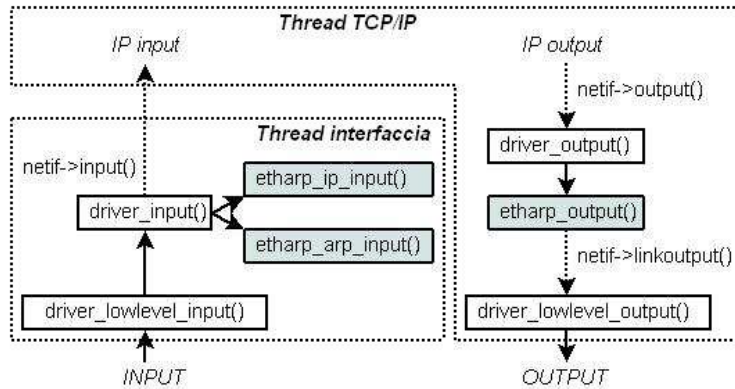 Thread TCP/IP
IP input
IP output
netif->output()
Thread interfaccia
driver_output()
netif->input()
etharp_ip_input()
driver_input()
etharp_output()
etharp_arp_input()
netif->linkoutput()
driver_lowlevel_input()
driver_lowlevel_output()
INPUT
OUTPUT